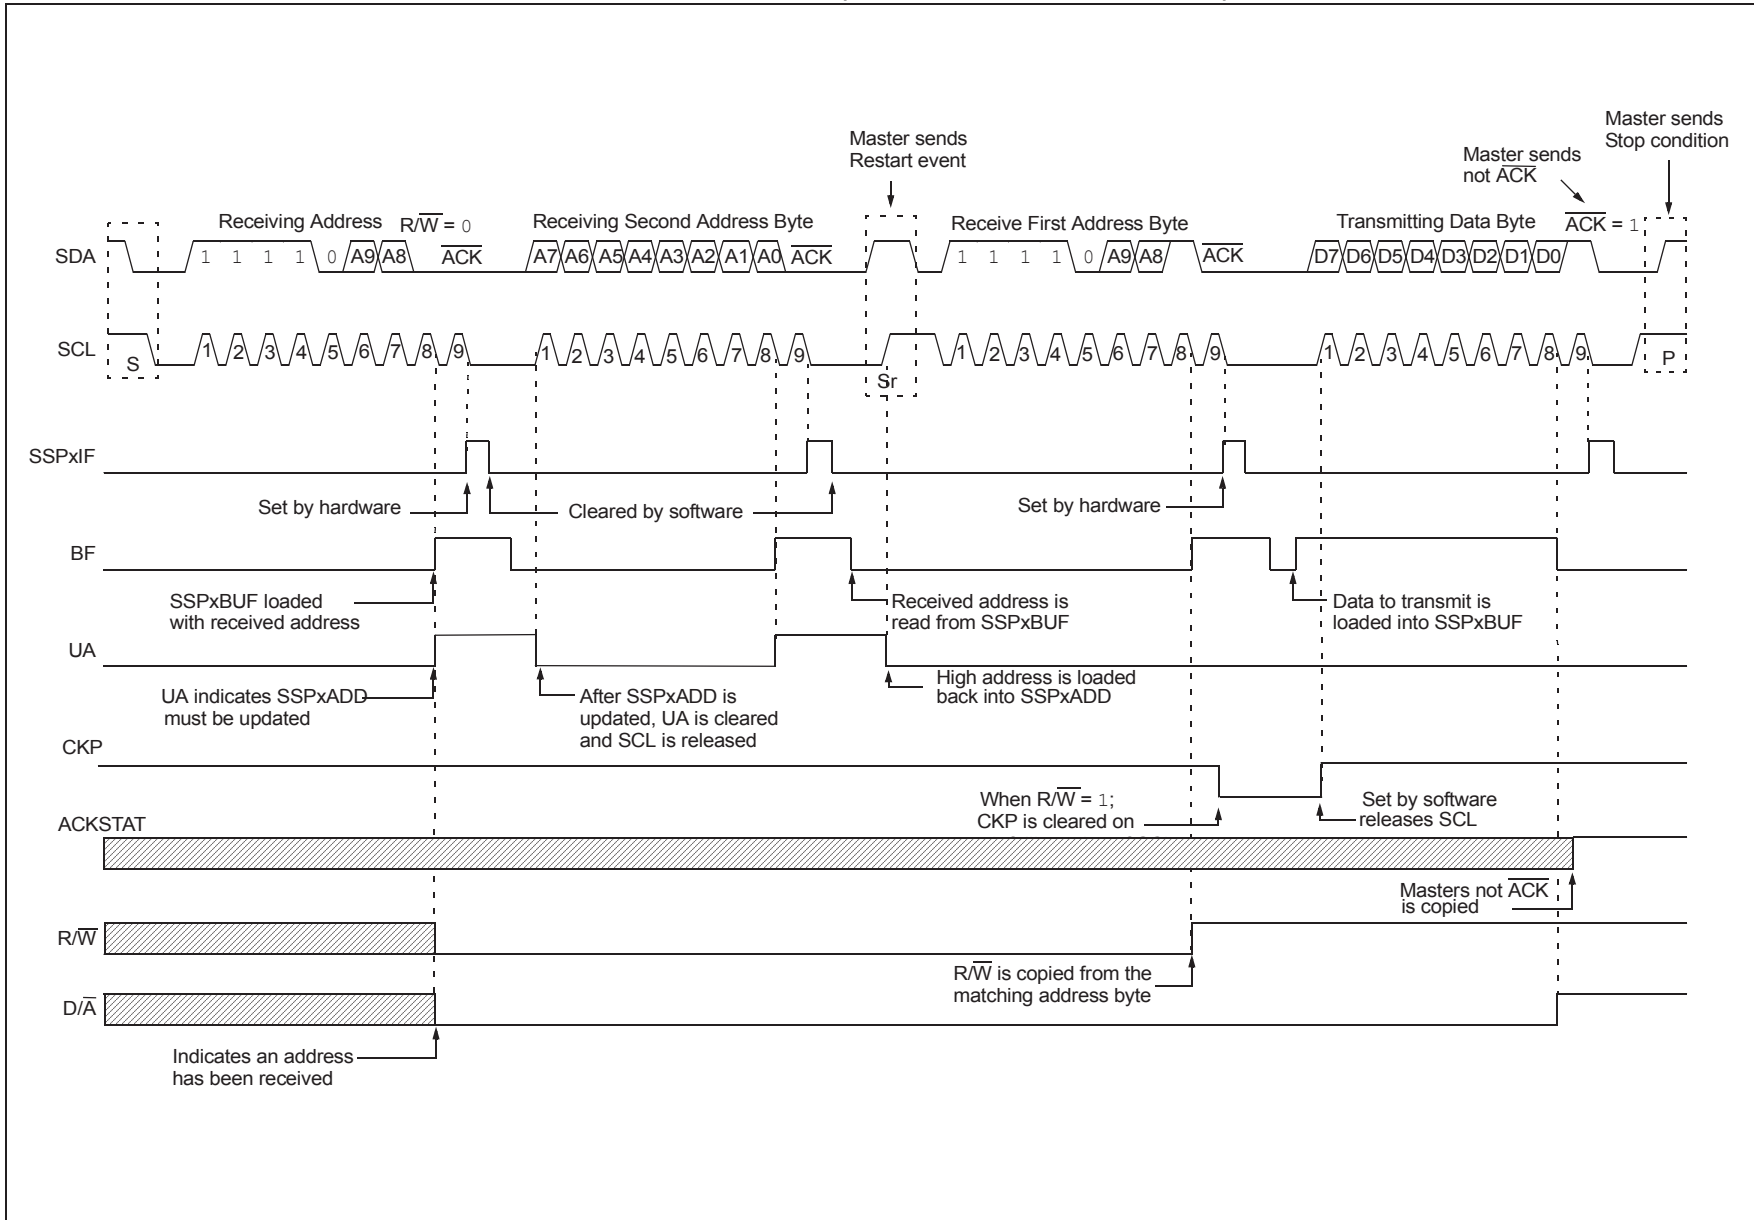 Master sends
Restart event
Master sends
not A̅C̅K̅
Master sends
Stop condition
Receiving Address R/W̅ = 0
Receiving Second Address Byte
Receive First Address Byte
Transmitting Data Byte
A̅C̅K̅ = 1
SDA
1 1 1 1 0 A9 A8 A̅C̅K̅
A7 A6 A5 A4 A3 A2 A1 A0 A̅C̅K̅
1 1 1 1 0 A9 A8 A̅C̅K̅
D7 D6 D5 D4 D3 D2 D1 D0
SCL
S
1 2 3 4 5 6 7 8 9
1 2 3 4 5 6 7 8 9
Sr
1 2 3 4 5 6 7 8 9
1 2 3 4 5 6 7 8 9
P
SSPxIF
Set by hardware
Cleared by software
Set by hardware
BF
SSPxBUF loaded
with received address
Received address is
read from SSPxBUF
Data to transmit is
loaded into SSPxBUF
UA
UA indicates SSPxADD
must be updated
After SSPxADD is
updated, UA is cleared
and SCL is released
High address is loaded
back into SSPxADD
CKP
When R/W̅ = 1;
CKP is cleared on
Set by software
releases SCL
ACKSTAT
Masters not A̅C̅K̅
is copied
R/W̅
R/W̅ is copied from the
matching address byte
D/A̅
Indicates an address
has been received